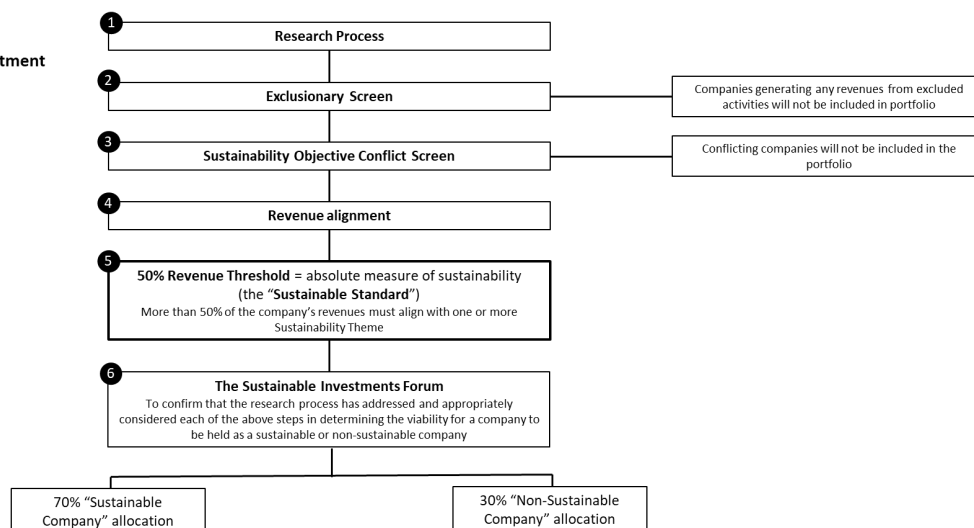 tment
1
Research Process
2
Exclusionary Screen
Companies generating any revenues from excluded
activities will not be included in portfolio
3
Sustainability Objective Conflict Screen
Conflicting companies will not be included in the
portfolio
4
Revenue alignment
5
50% Revenue Threshold = absolute measure of sustainability
(the “Sustainable Standard”)
More than 50% of the company’s revenues must align with one or more
Sustainability Theme
6
The Sustainable Investments Forum
To confirm that the research process has addressed and appropriately
considered each of the above steps in determining the viability for a company to
be held as a sustainable or non-sustainable company
70% “Sustainable
Company” allocation
30% “Non-Sustainable
Company” allocation